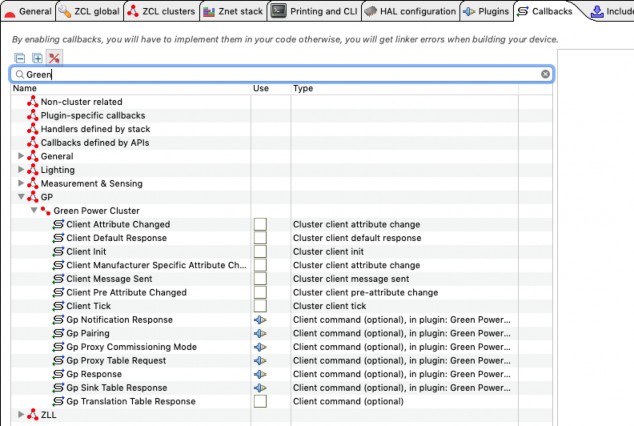 General ZCL global ZCL clusters Znet stack Printing and CLI HAL configuration Plugins Callbacks Include
By enabling callbacks, you will have to implement them in your code otherwise, you will get linker errors when building your device.
Green
Name Use Type
Non-cluster related
Plugin-specific callbacks
Handlers defined by stack
Callbacks defined by APIs
General
Lighting
Measurement & Sensing
GP
Green Power Cluster
Client Attribute Changed Cluster client attribute change
Client Default Response Cluster client default response
Client Init Cluster client init
Client Manufacturer Specific Attribute Ch... Cluster client attribute change
Client Message Sent Cluster client message sent
Client Pre Attribute Changed Cluster client pre-attribute change
Client Tick Cluster client tick
Gp Notification Response Client command (optional), in plugin: Green Power...
Gp Pairing Client command (optional), in plugin: Green Power...
Gp Proxy Commissioning Mode Client command (optional), in plugin: Green Power...
Gp Proxy Table Request Client command (optional), in plugin: Green Power...
Gp Response Client command (optional), in plugin: Green Power...
Gp Sink Table Response Client command (optional), in plugin: Green Power...
Gp Translation Table Response Client command (optional)
ZLL